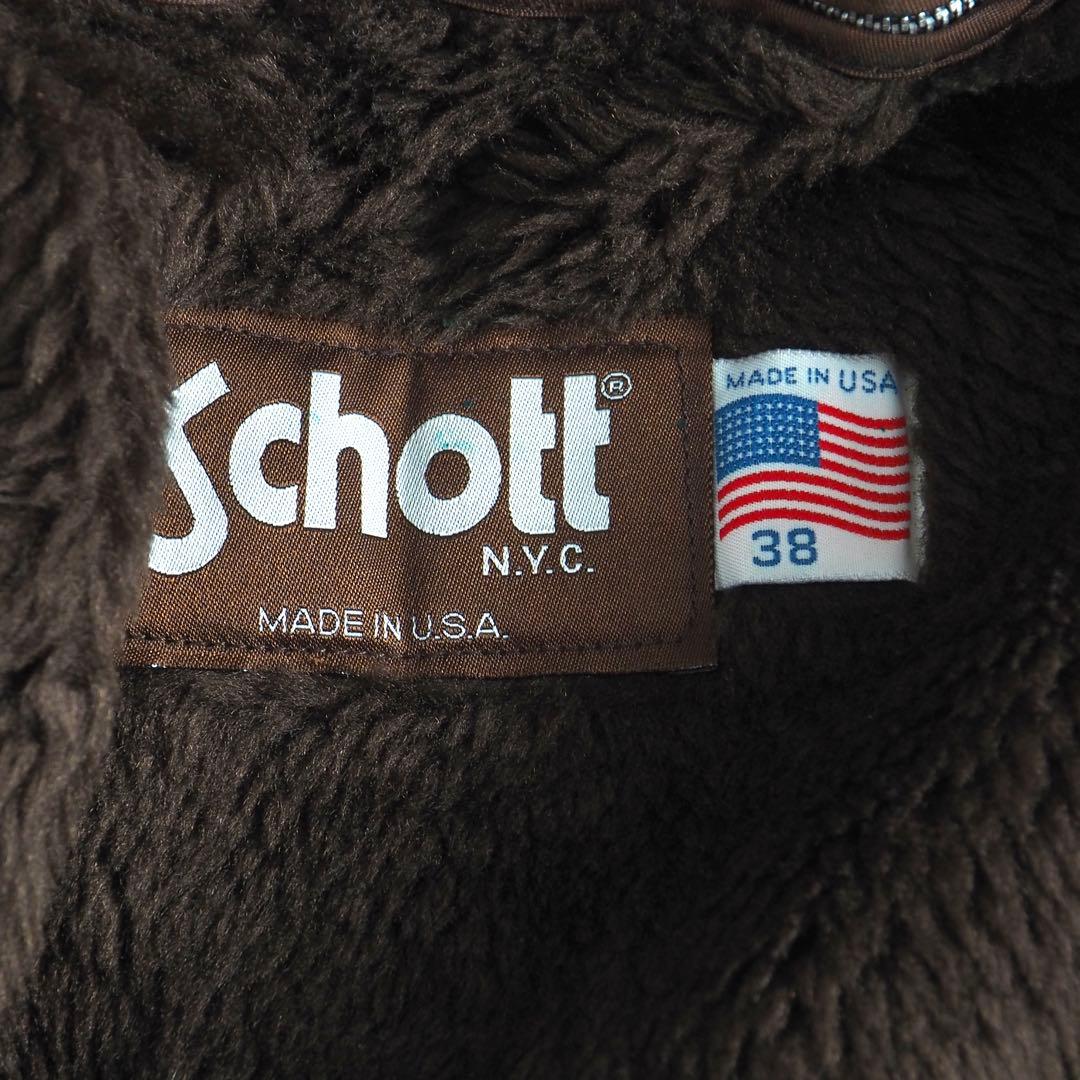 Schott®
N.Y.C.
MADE IN U.S.A.
MADE IN USA
38